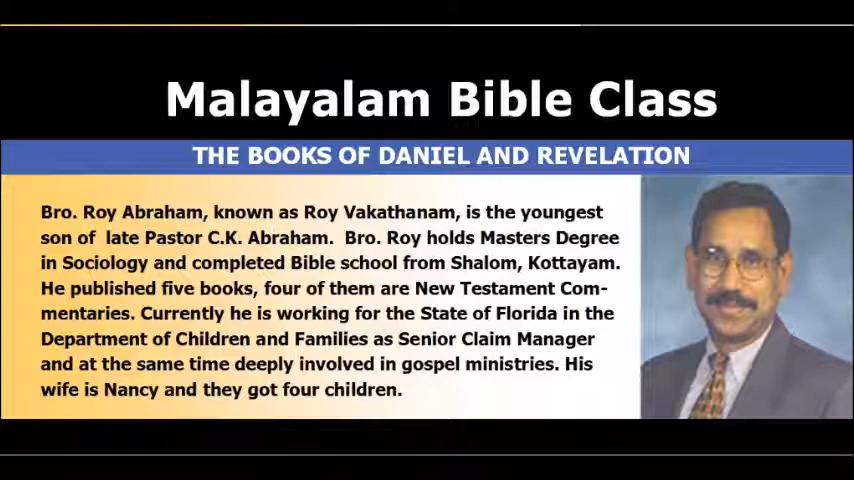 Malayalam Bible Class
THE BOOKS OF DANIEL AND REVELATION
Bro. Roy Abraham, known as Roy Vakathanam, is the youngest
son of late Pastor C.K. Abraham. Bro. Roy holds Masters Degree
in Sociology and completed Bible school from Shalom, Kottayam.
He published five books, four of them are New Testament Com-
mentaries. Currently he is working for the State of Florida in the
Department of Children and Families as Senior Claim Manager
and at the same time deeply involved in gospel ministries. His
wife is Nancy and they got four children.